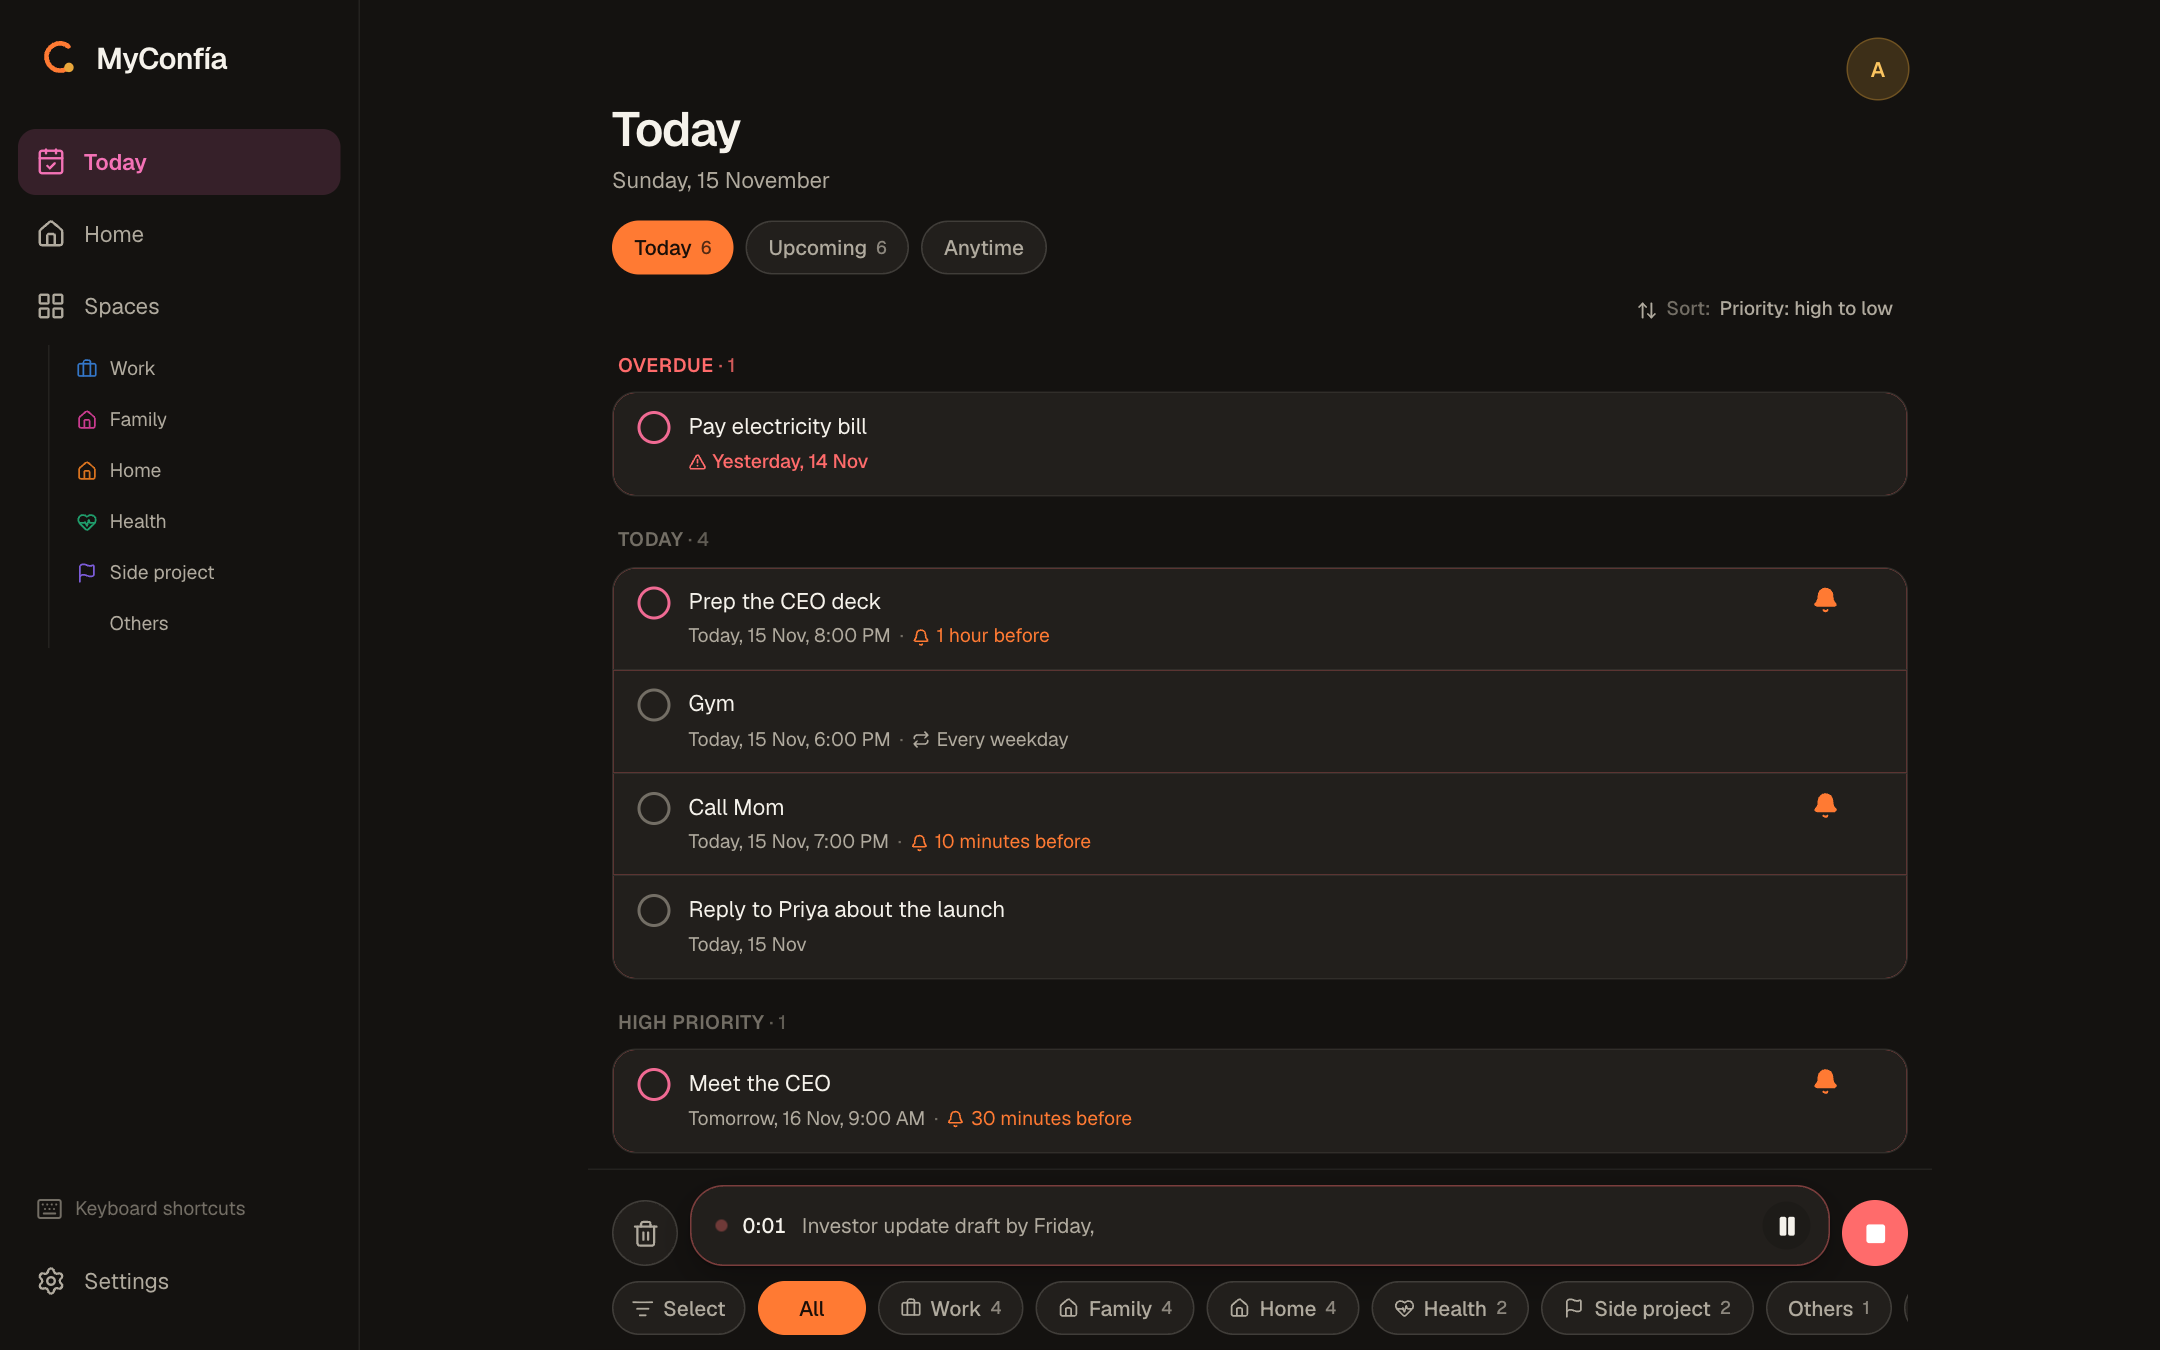 MyConfía
Today
Home
Spaces
Work
Family
Home
Health
Side project
Others
Keyboard shortcuts
Settings
A
Today
Sunday, 15 November
Today 6 Upcoming 6 Anytime
Sort: Priority: high to low
OVERDUE · 1
Pay electricity bill
Yesterday, 14 Nov
TODAY · 4
Prep the CEO deck
Today, 15 Nov, 8:00 PM · 1 hour before
Gym
Today, 15 Nov, 6:00 PM · Every weekday
Call Mom
Today, 15 Nov, 7:00 PM · 10 minutes before
Reply to Priya about the launch
Today, 15 Nov
HIGH PRIORITY · 1
Meet the CEO
Tomorrow, 16 Nov, 9:00 AM · 30 minutes before
0:01 Investor update draft by Friday,
Select All Work 4 Family 4 Home 4 Health 2 Side project 2 Others 1